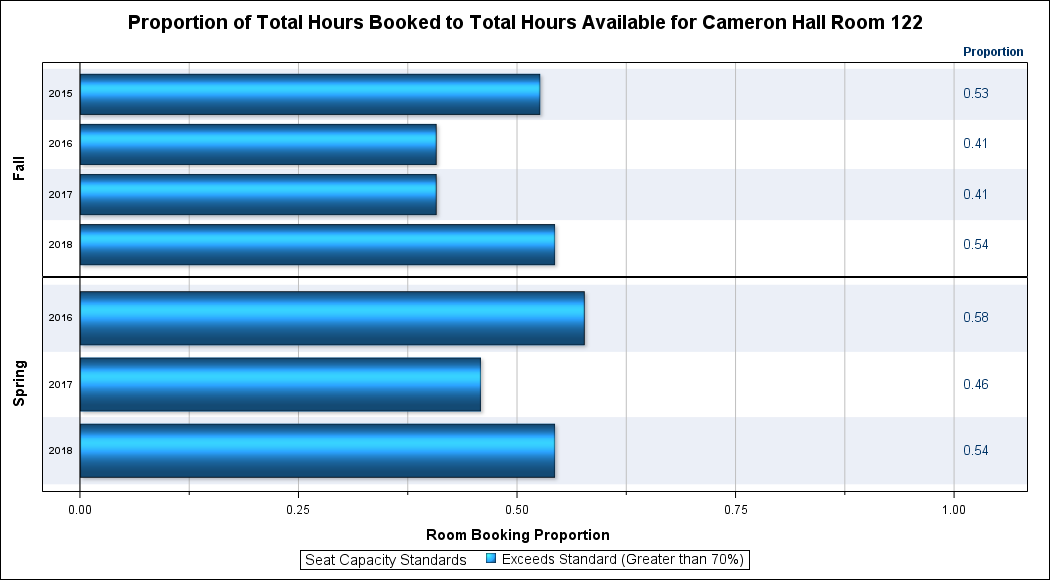 Proportion of Total Hours Booked to Total Hours Available for Cameron Hall Room 122
Proportion
Fall
2015 0.53
2016 0.41
2017 0.41
2018 0.54
Spring
2016 0.58
2017 0.46
2018 0.54
0.00 0.25 0.50 0.75 1.00
Room Booking Proportion
Seat Capacity Standards Exceeds Standard (Greater than 70%)